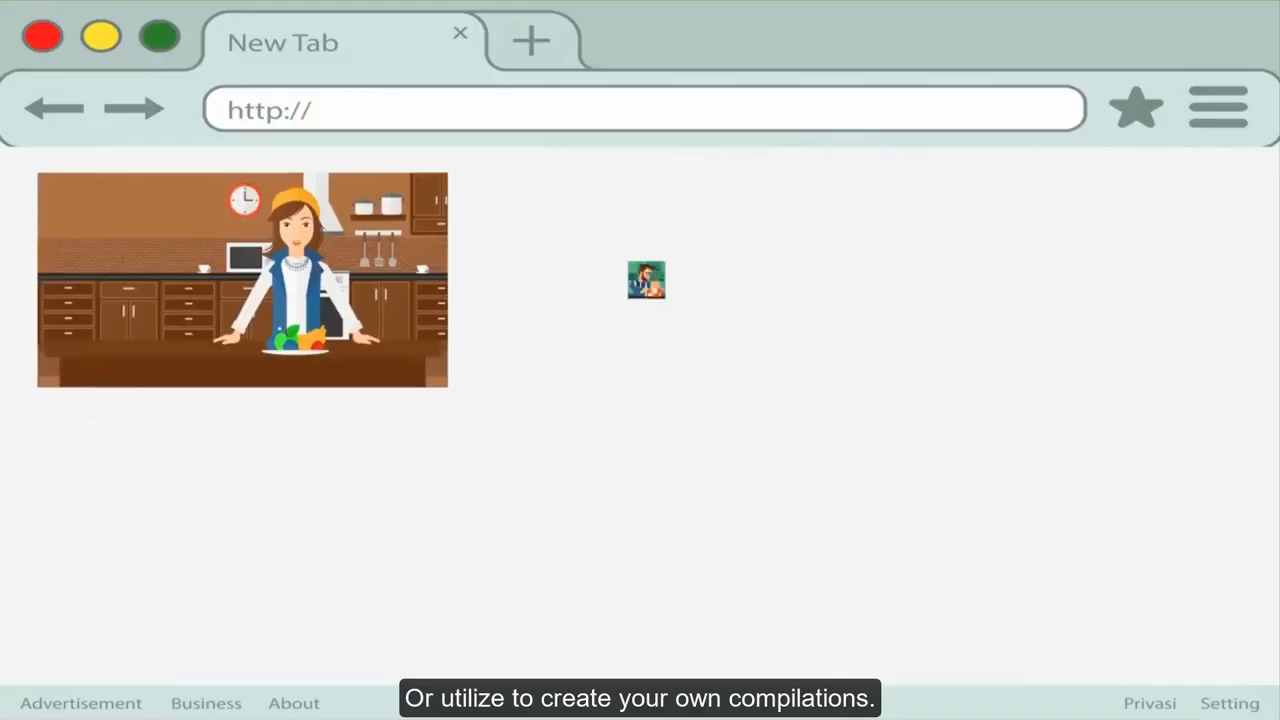 New Tab
http://
Or utilize to create your own compilations.
Advertisement
Business
About
Privasi
Setting